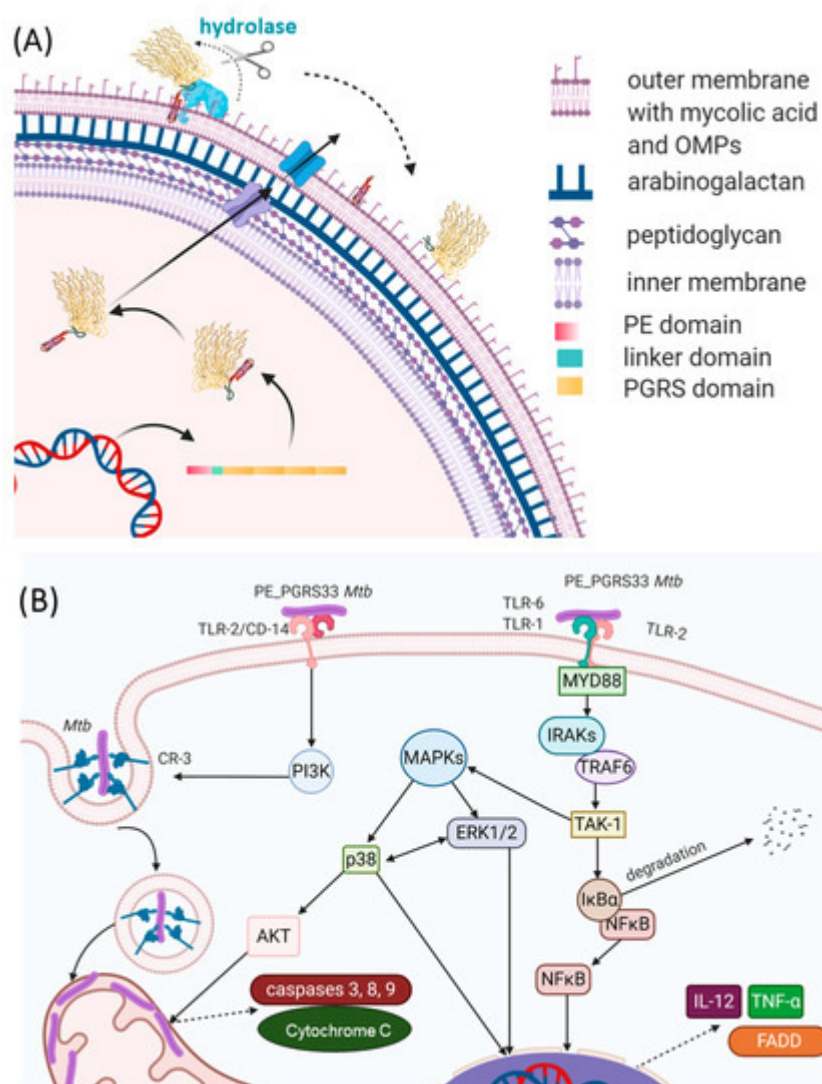 (A)
hydrolase
outer membrane
with mycolic acid
and OMPs
arabinogalactan
peptidoglycan
inner membrane
PE domain
linker domain
PGRS domain
(B)
PE_PGRS33 Mtb
TLR-2/CD-14
PE_PGRS33 Mtb
TLR-6
TLR-1
TLR-2
MYD88
Mtb
CR-3
PI3K
MAPKs
IRAKs
TRAF6
ERK1/2
TAK-1
p38
degradation
IκBα
NFκB
AKT
NFκB
caspases 3, 8, 9
Cytochrome C
IL-12
TNF-α
FADD